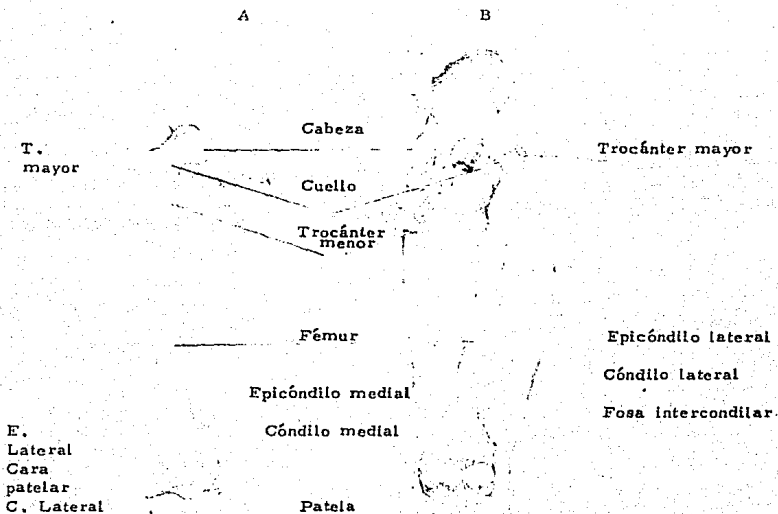 A B
Cabeza
T.
mayor
Trocánter mayor
Cuello
Trocánter
menor
Fémur
Epicóndilo lateral
Cóndilo lateral
Epicóndilo medial
Fosa intercondilar
E.
Lateral
Cóndilo medial
Cara
patelar
C. Lateral
Patela